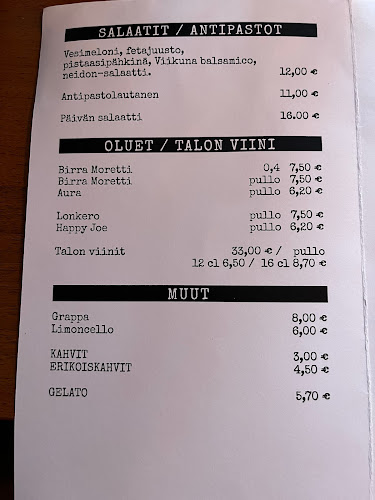 SALAATIT / ANTIPASTOT
Vesimeloni, fetajuusto,
pistaasipähkinä, Viikuna balsamico,
neidon-salaatti. 12,00 €
Antipastolautanen 11,00 €
Päivän salaatti 16.00 €
OLUET / TALON VIINI
Birra Moretti 0,4 7,50 €
Birra Moretti pullo 7,50 €
Aura pullo 6,20 €
Lonkero pullo 7,50 €
Happy Joe pullo 6,20 €
Talon viinit 33,00 € / pullo
12 cl 6,50 / 16 cl 8,70 €
MUUT
Grappa 8,00 €
Limoncello 6,00 €
KAHVIT 3,00 €
ERIKOISKAHVIT 4,50 €
GELATO 5,70 €